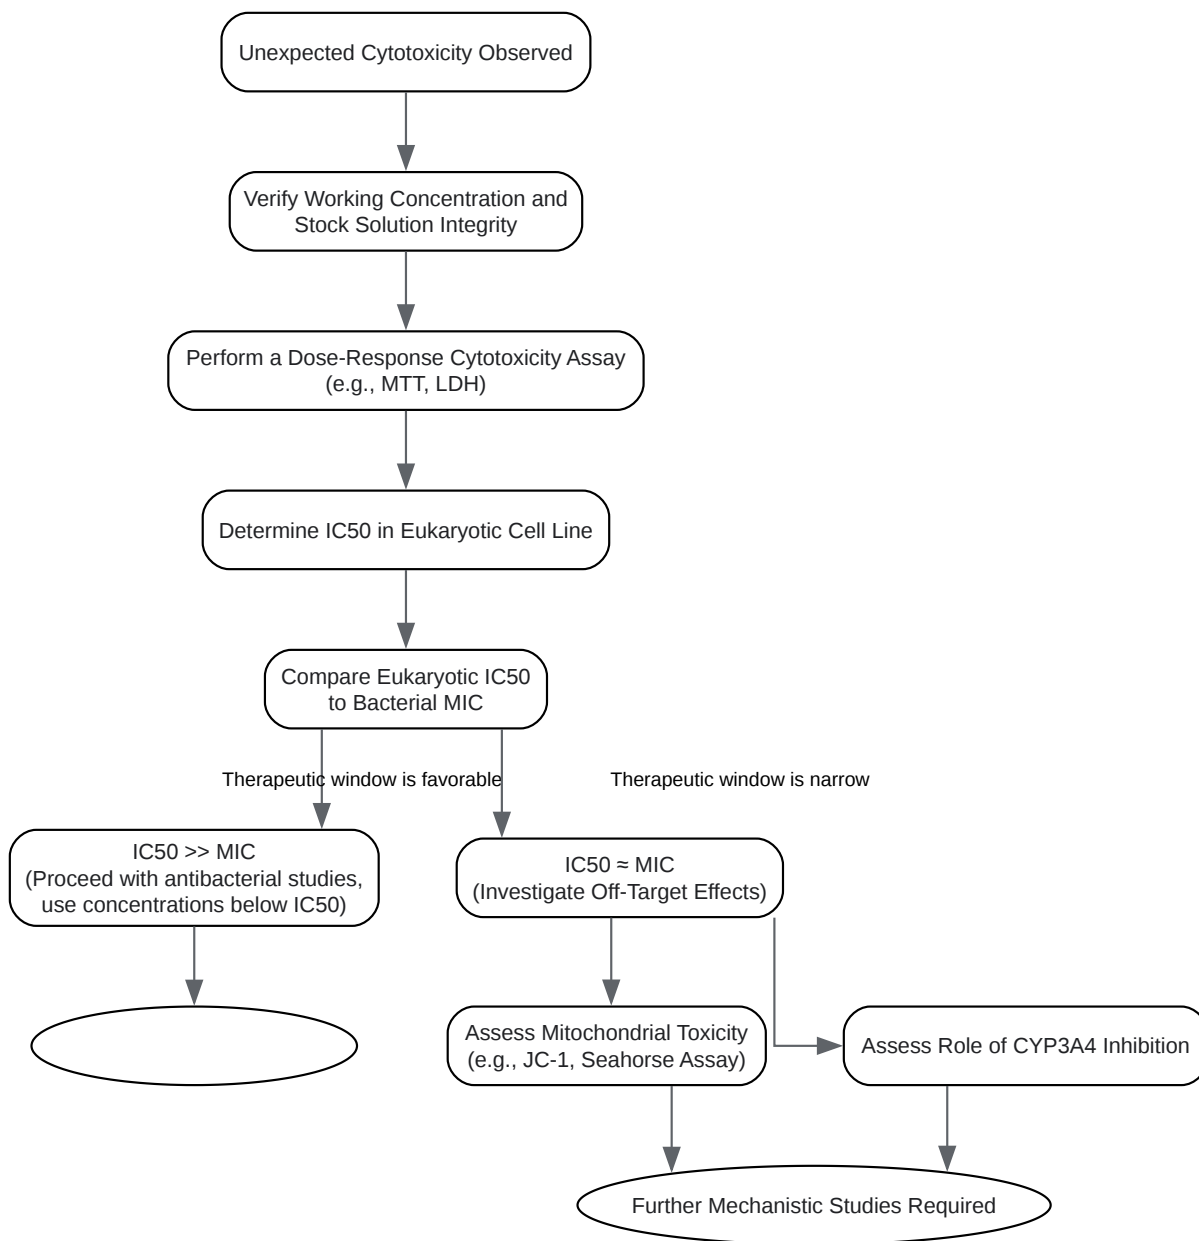 Unexpected Cytotoxicity Observed
Verify Working Concentration and
Stock Solution Integrity
Perform a Dose-Response Cytotoxicity Assay
(e.g., MTT, LDH)
Determine IC50 in Eukaryotic Cell Line
Compare Eukaryotic IC50
to Bacterial MIC
Therapeutic window is favorable
Therapeutic window is narrow
IC50 >> MIC
(Proceed with antibacterial studies,
use concentrations below IC50)
IC50 ≈ MIC
(Investigate Off-Target Effects)
Assess Mitochondrial Toxicity
(e.g., JC-1, Seahorse Assay)
Assess Role of CYP3A4 Inhibition
Further Mechanistic Studies Required